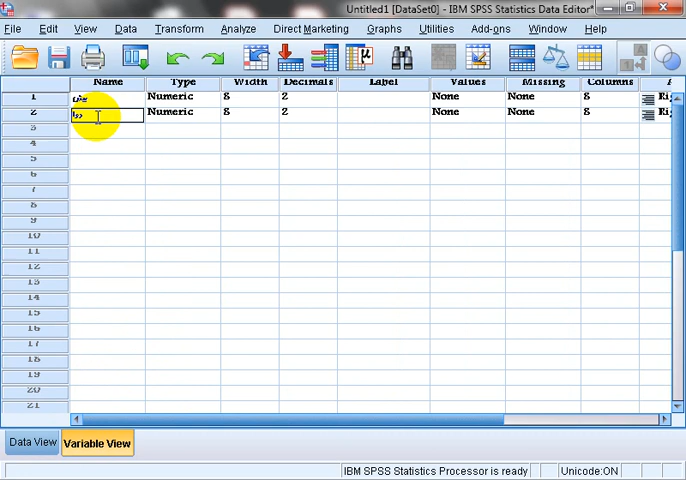 Untitled1 [DataSet0] - IBM SPSS Statistics Data Editor*
File Edit View Data Transform Analyze Direct Marketing Graphs Utilities Add-ons Window Help
Name Type Width Decimals Label Values Missing Columns A
1 Numeric 8 2 None None 8 Rig
2 Numeric 8 2 None None 8 Rig
3
4
5
6
7
8
9
10
11
12
13
14
15
16
17
18
19
20
21
Data View Variable View
IBM SPSS Statistics Processor is ready Unicode:ON